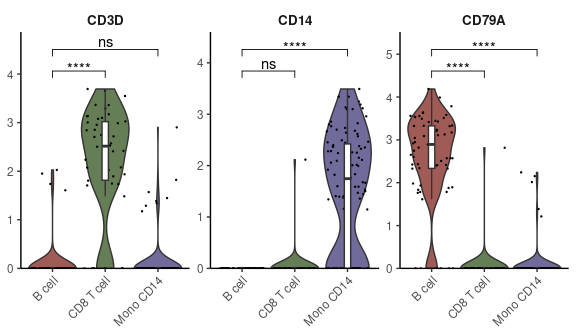 CD3D CD14 CD79A
ns **** ****
**** ns ****
4
3
2
1
0
4
3
2
1
0
5
4
3
2
1
0
B cell CD8 T cell Mono CD14
B cell CD8 T cell Mono CD14
B cell CD8 T cell Mono CD14